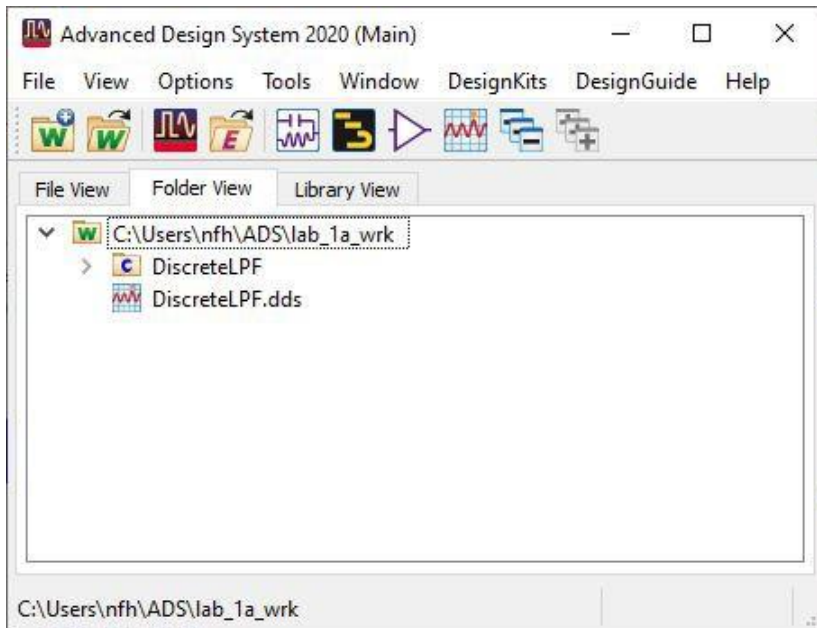 Advanced Design System 2020 (Main)
File View Options Tools Window DesignKits DesignGuide Help
W W E
File View Folder View Library View
W C:\Users\nfh\ADS\lab_1a_wrk
C DiscreteLPF
DiscreteLPF.dds
C:\Users\nfh\ADS\lab_1a_wrk